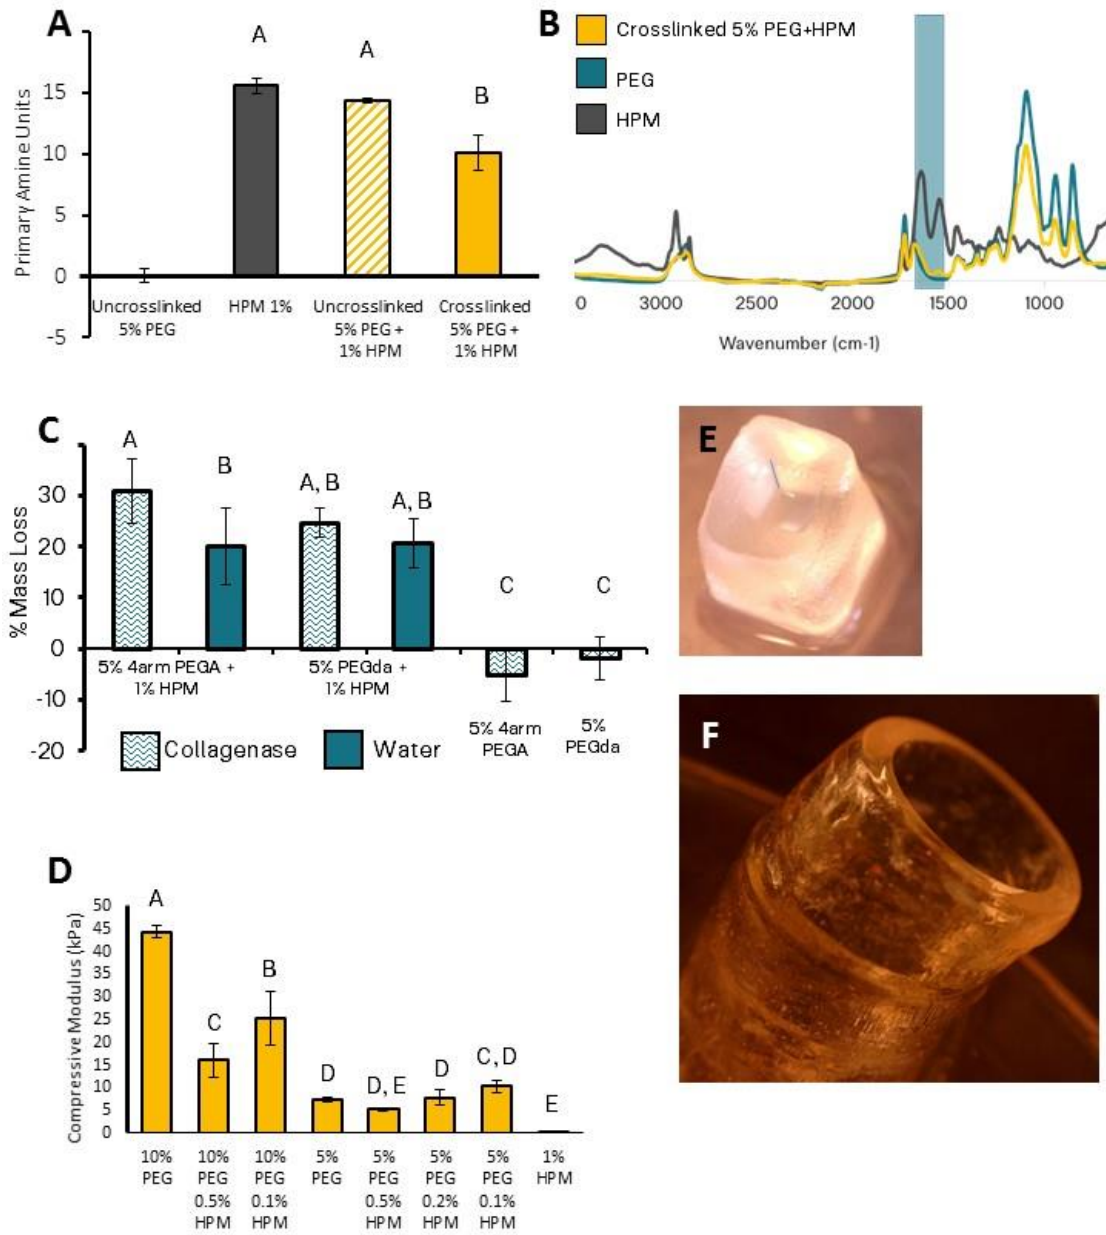 A
Primary Amine Units
15
10
5
0
-5
A
A
B
Uncrosslinked
5% PEG
HPM 1%
Uncrosslinked
5% PEG +
1% HPM
Crosslinked
5% PEG +
1% HPM
B
Crosslinked 5% PEG+HPM
PEG
HPM
0
3000
2500
2000
1500
1000
Wavenumber (cm-1)
C
% Mass Loss
30
20
10
0
-10
-20
A
B
A, B
A, B
C
C
5% 4arm PEGA +
1% HPM
5% PEGda +
1% HPM
5% 4arm
PEGA
5%
PEGda
Collagenase
Water
E
F
D
Compressive Modulus (kPa)
50
45
40
35
30
25
20
15
10
5
0
A
C
B
D
D, E
D
C, D
E
10%
PEG
10%
PEG
0.5%
HPM
10%
PEG
0.1%
HPM
5%
PEG
5%
PEG
0.5%
HPM
5%
PEG
0.2%
HPM
5%
PEG
0.1%
HPM
1%
HPM